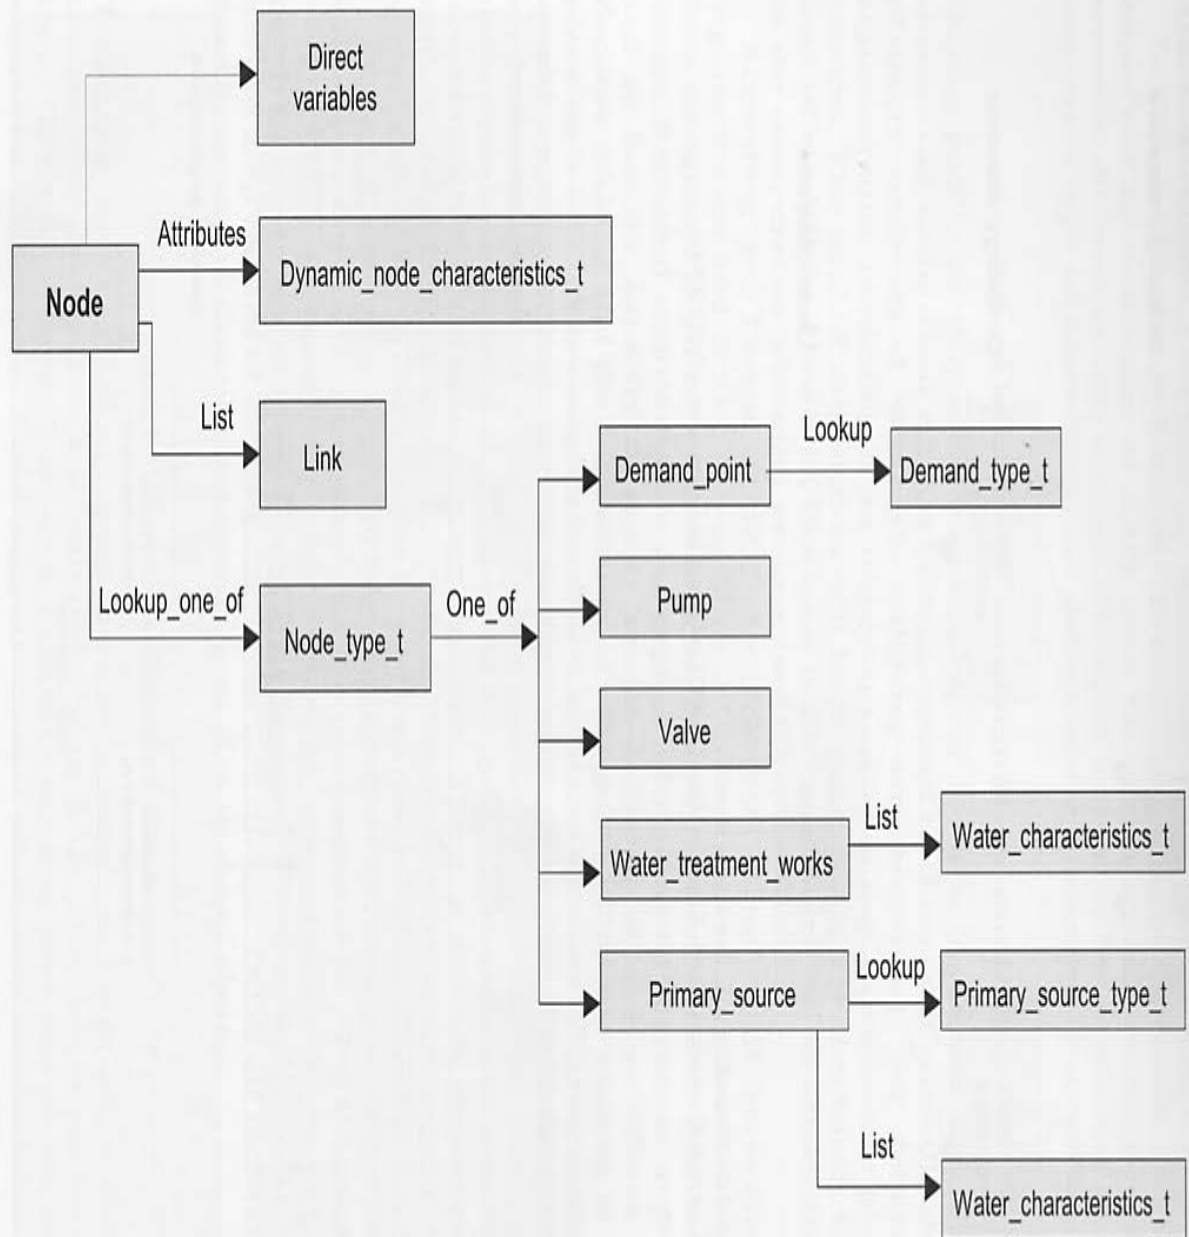 Direct
variables
Attributes
Dynamic_node_characteristics_t
Node
List
Link
Lookup
Demand_point
Demand_type_t
Lookup_one_of
One_of
Node_type_t
Pump
Valve
List
Water_treatment_works
Water_characteristics_t
Lookup
Primary_source
Primary_source_type_t
List
Water_characteristics_t